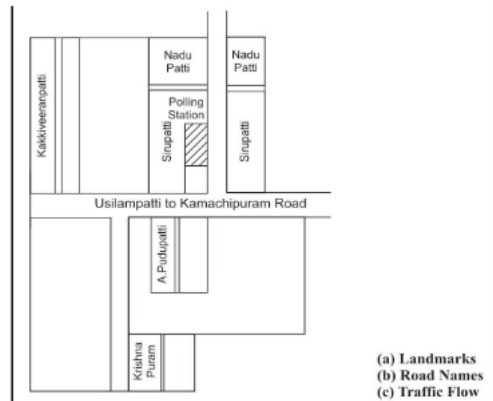 Nadu
Patti
Nadu
Patti
Kakkiveeranpatti
Polling
Station
Sirupatti
Sirupatti
Usilampatti to Kamachipuram Road
A.Pudupatti
Krishna
Puram
(a) Landmarks
(b) Road Names
(c) Traffic Flow